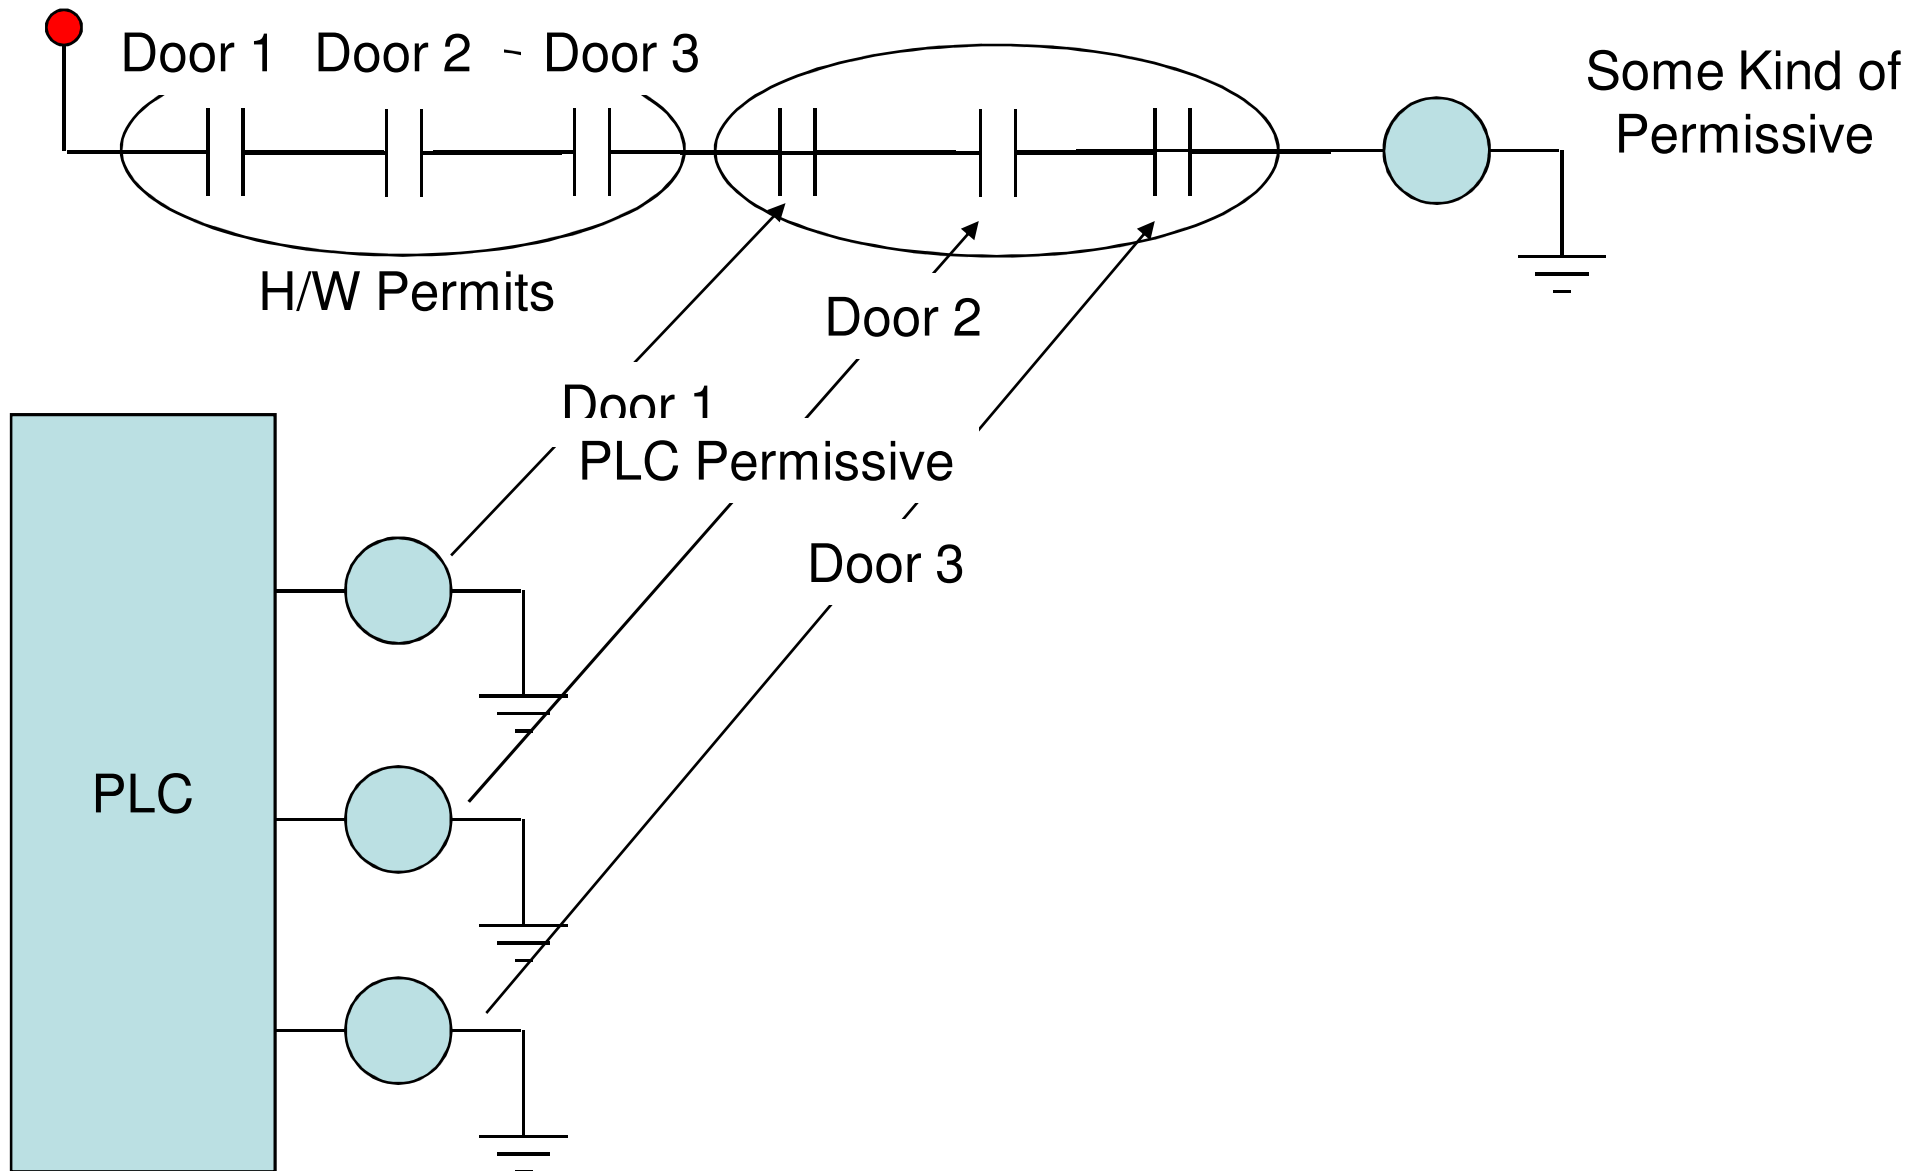 Door 1 Door 2 - Door 3
Some Kind of
Permissive
H/W Permits
Door 2
Door 1
PLC Permissive
Door 3
PLC